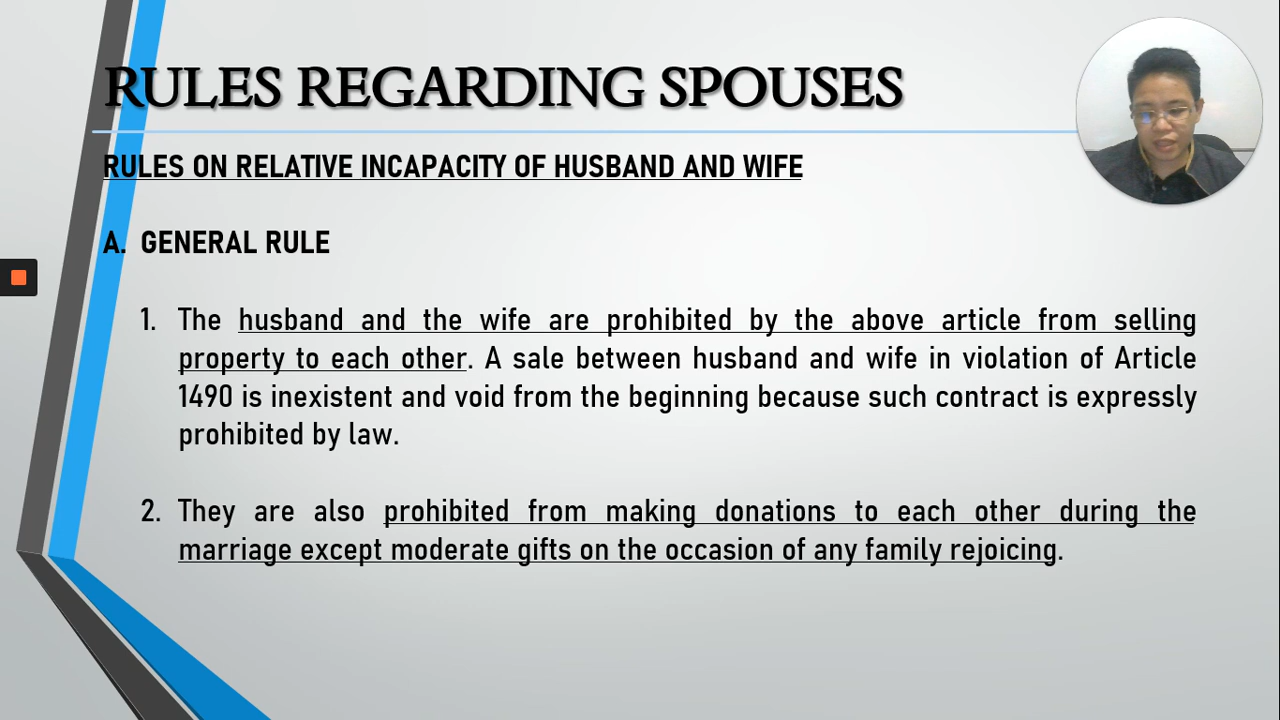 RULES REGARDING SPOUSES
RULES ON RELATIVE INCAPACITY OF HUSBAND AND WIFE
A. GENERAL RULE
1. The husband and the wife are prohibited by the above article from selling
property to each other. A sale between husband and wife in violation of Article
1490 is inexistent and void from the beginning because such contract is expressly
prohibited by law.
2. They are also prohibited from making donations to each other during the
marriage except moderate gifts on the occasion of any family rejoicing.